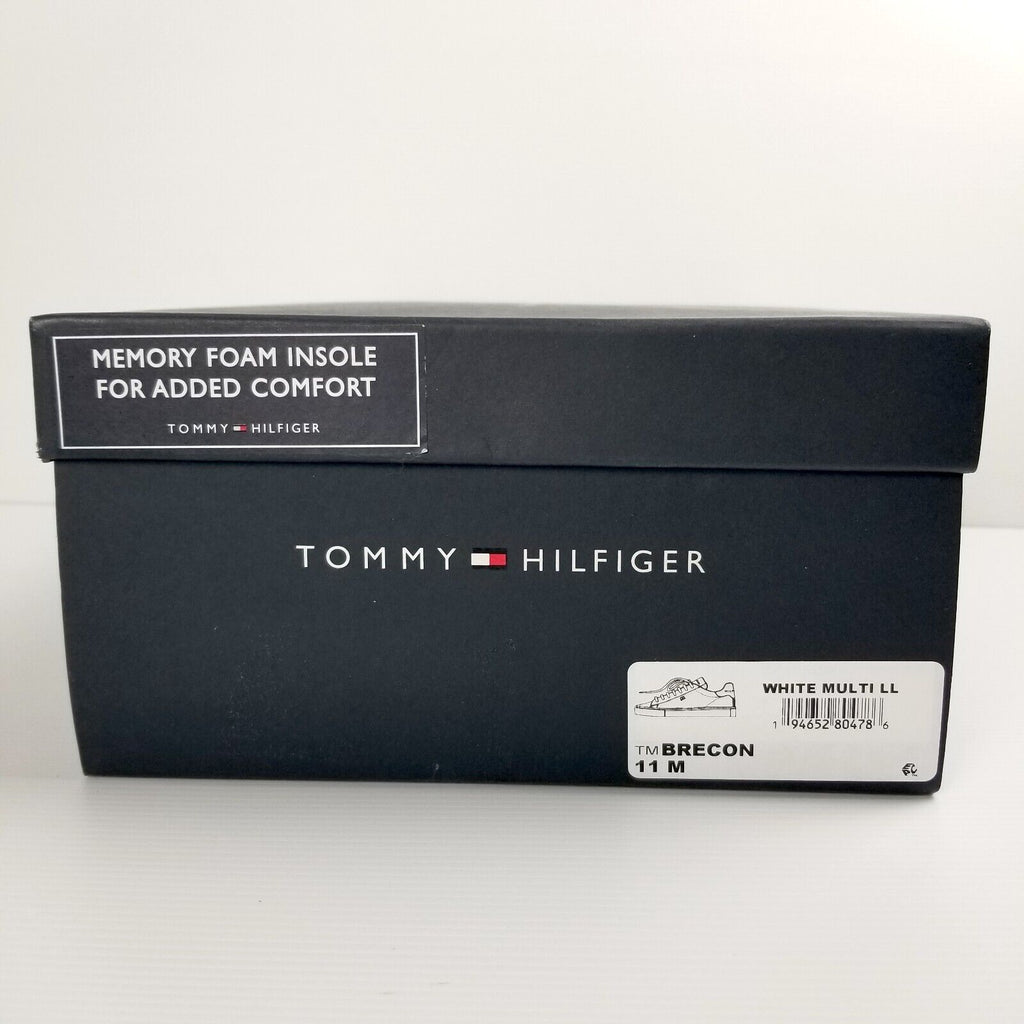 MEMORY FOAM INSOLE
FOR ADDED COMFORT
TOMMY HILFIGER
TOMMY HILFIGER
WHITE MULTI LL
1 94652 80478 6
TMBRECON
11 M